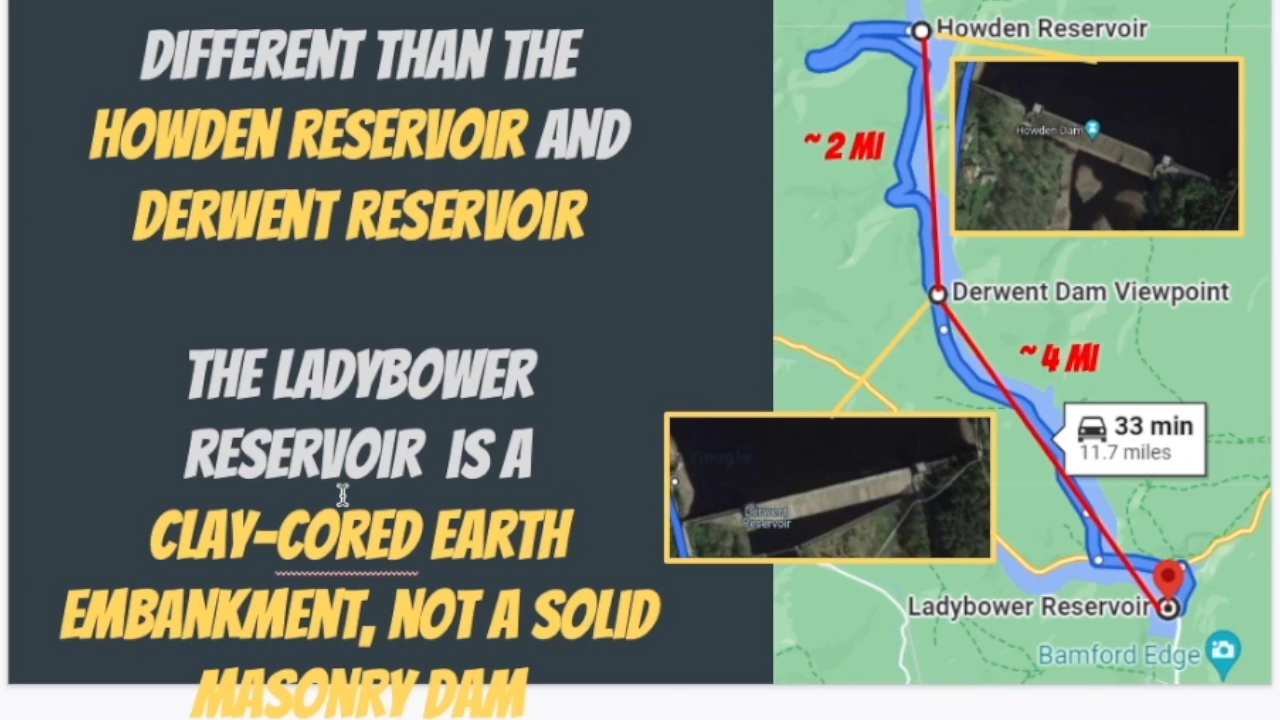 DIFFERENT THAN THE
HOWDEN RESERVOIR AND
DERWENT RESERVOIR
THE LADYBOWER
RESERVOIR IS A
CLAY-CORED EARTH
EMBANKMENT, NOT A SOLID
MASONRY DAM
Howden Reservoir
~ 2 MI
Howden Dam
Derwent Dam Viewpoint
~ 4 MI
33 min
11.7 miles
Google
Derwent
Reservoir
Ladybower Reservoir
Bamford Edge